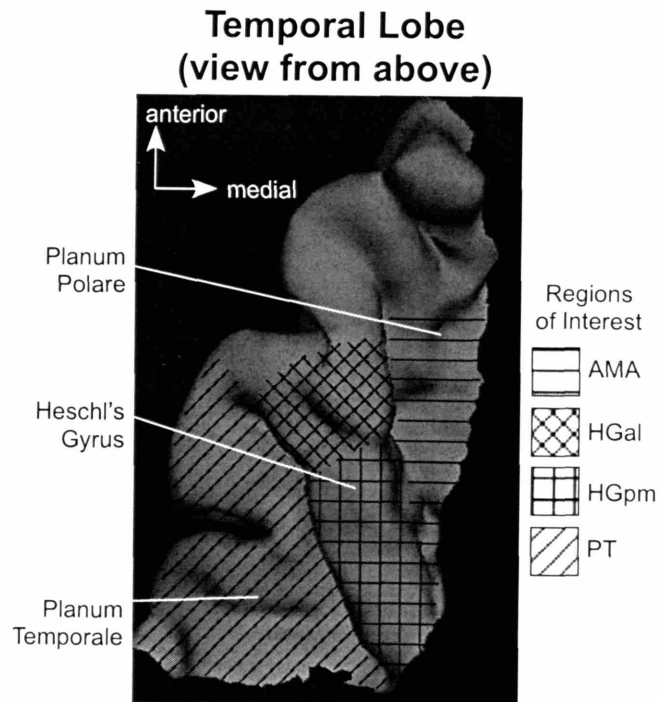 Temporal Lobe
(view from above)
anterior
medial
Planum
Polare
Heschl's
Gyrus
Planum
Temporale
Regions
of Interest
AMA
HGal
HGpm
PT